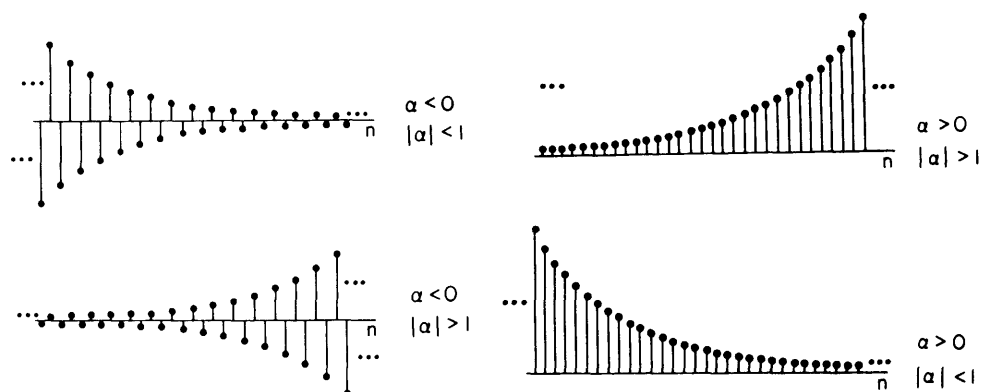 ... α < 0
... n |α| < 1
...
... ... α > 0
n |α| > 1
... ... α < 0
n |α| > 1
...
... ... α > 0
n |α| < 1